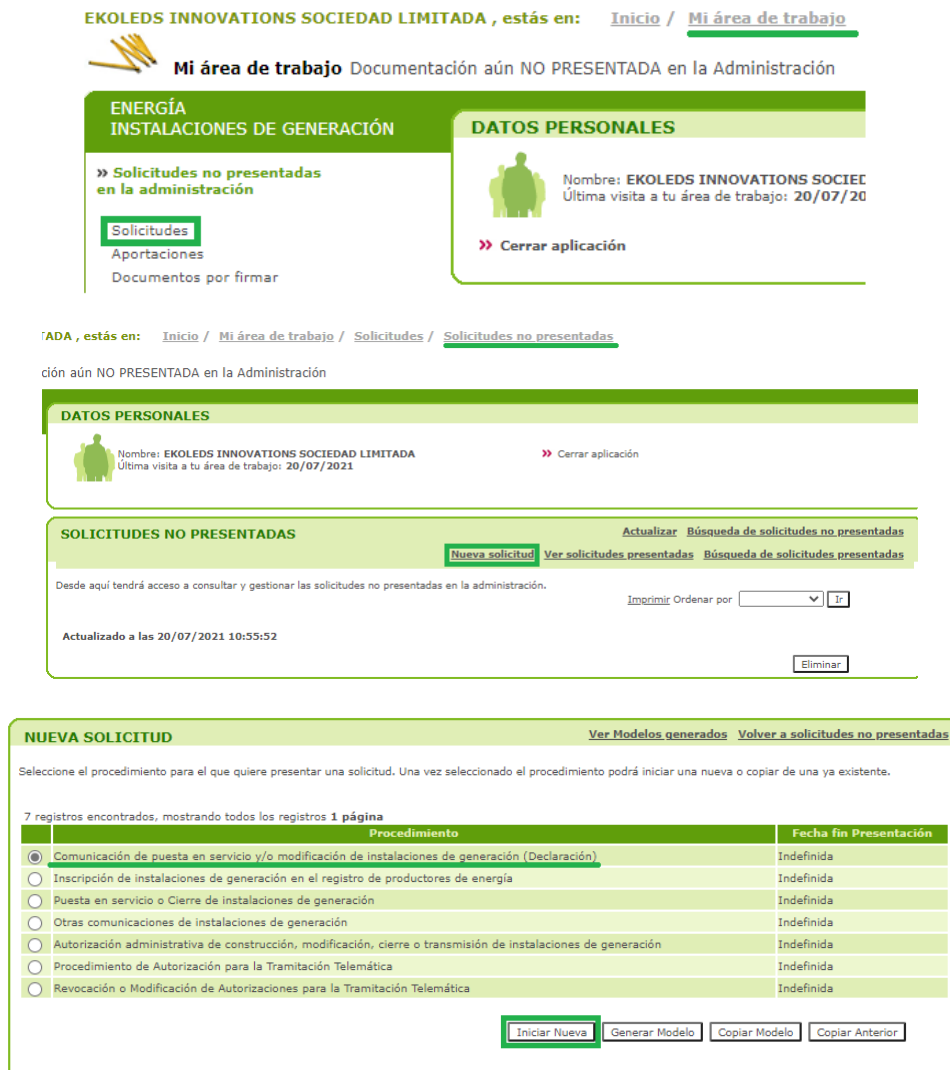 EKOLEDS INNOVATIONS SOCIEDAD LIMITADA , estás en: Inicio / Mi área de trabajo
Mi área de trabajo Documentación aún NO PRESENTADA en la Administración
ENERGÍA
INSTALACIONES DE GENERACIÓN
DATOS PERSONALES
» Solicitudes no presentadas
en la administración
Nombre: EKOLEDS INNOVATIONS SOCIED
Última visita a tu área de trabajo: 20/07/20
Solicitudes
» Cerrar aplicación
Aportaciones
Documentos por firmar
TADA , estás en: Inicio / Mi área de trabajo / Solicitudes / Solicitudes no presentadas
ción aún NO PRESENTADA en la Administración
DATOS PERSONALES
Nombre: EKOLEDS INNOVATIONS SOCIEDAD LIMITADA » Cerrar aplicación
Última visita a tu área de trabajo: 20/07/2021
SOLICITUDES NO PRESENTADAS Actualizar Búsqueda de solicitudes no presentadas
Nueva solicitud Ver solicitudes presentadas Búsqueda de solicitudes presentadas
Desde aquí tendrá acceso a consultar y gestionar las solicitudes no presentadas en la administración.
Imprimir Ordenar por Ir
Actualizado a las 20/07/2021 10:55:52
Eliminar
NUEVA SOLICITUD Ver Modelos generados Volver a solicitudes no presentadas
Seleccione el procedimiento para el que quiere presentar una solicitud. Una vez seleccionado el procedimiento podrá iniciar una nueva o copiar de una ya existente.
7 registros encontrados, mostrando todos los registros 1 página
Procedimiento Fecha fin Presentación
Comunicación de puesta en servicio y/o modificación de instalaciones de generación (Declaración) Indefinida
Inscripción de instalaciones de generación en el registro de productores de energía Indefinida
Puesta en servicio o Cierre de instalaciones de generación Indefinida
Otras comunicaciones de instalaciones de generación Indefinida
Autorización administrativa de construcción, modificación, cierre o transmisión de instalaciones de generación Indefinida
Procedimiento de Autorización para la Tramitación Telemática Indefinida
Revocación o Modificación de Autorizaciones para la Tramitación Telemática Indefinida
Iniciar Nueva Generar Modelo Copiar Modelo Copiar Anterior